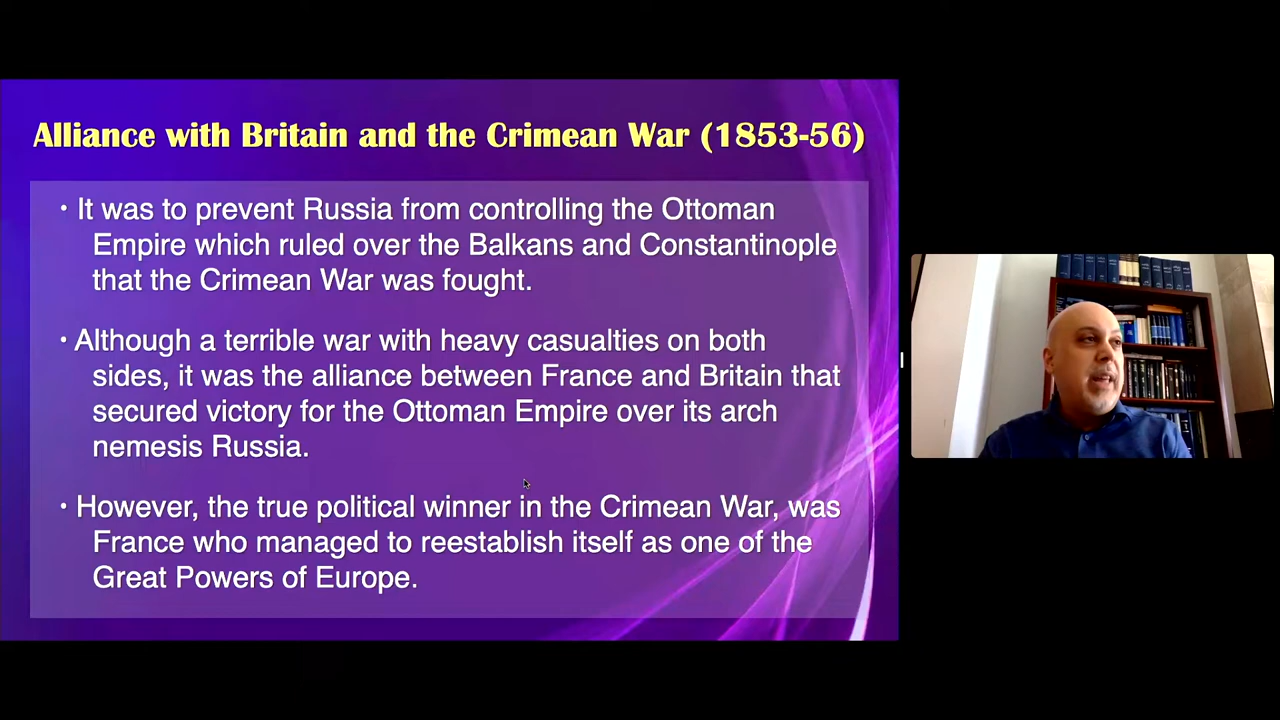 Alliance with Britain and the Crimean War (1853-56)
• It was to prevent Russia from controlling the Ottoman
Empire which ruled over the Balkans and Constantinople
that the Crimean War was fought.
• Although a terrible war with heavy casualties on both
sides, it was the alliance between France and Britain that
secured victory for the Ottoman Empire over its arch
nemesis Russia.
• However, the true political winner in the Crimean War, was
France who managed to reestablish itself as one of the
Great Powers of Europe.